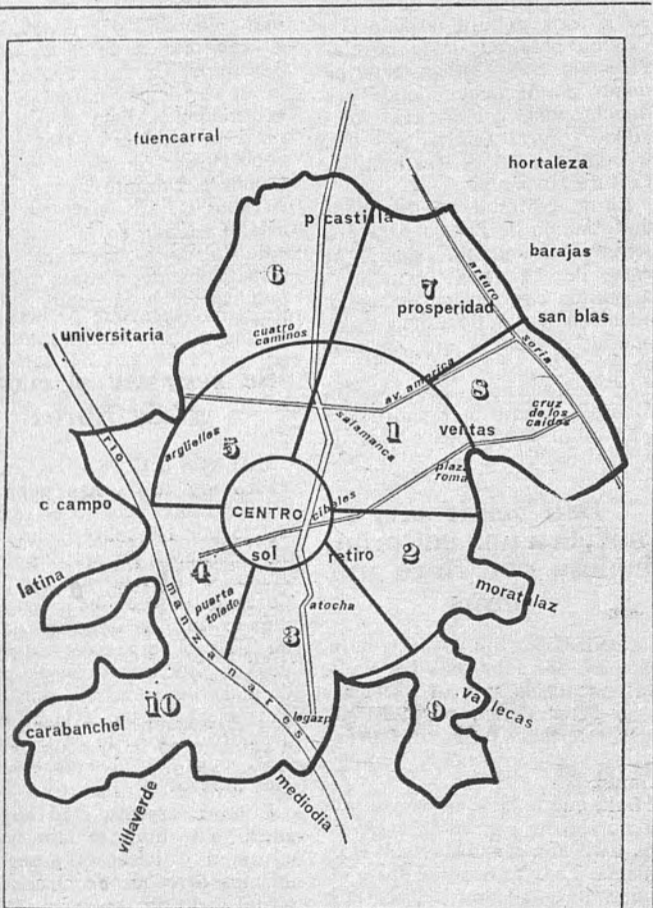 fuencarral
hortaleza
p castilla
barajas
6
7
arturo
prosperidad
san blas
universitaria
cuatro
caminos
soria
av. america
cruz
de los
caidos
salamanca
1
ventas
argüelles
5
plaza
roma
rio
c campo
CENTRO
cibeles
sol
retiro
2
latina
4
puerta
toledo
atocha
moratalaz
manzanares
3
10
legazpi
vallecas
9
carabanchel
mediodia
villaverde